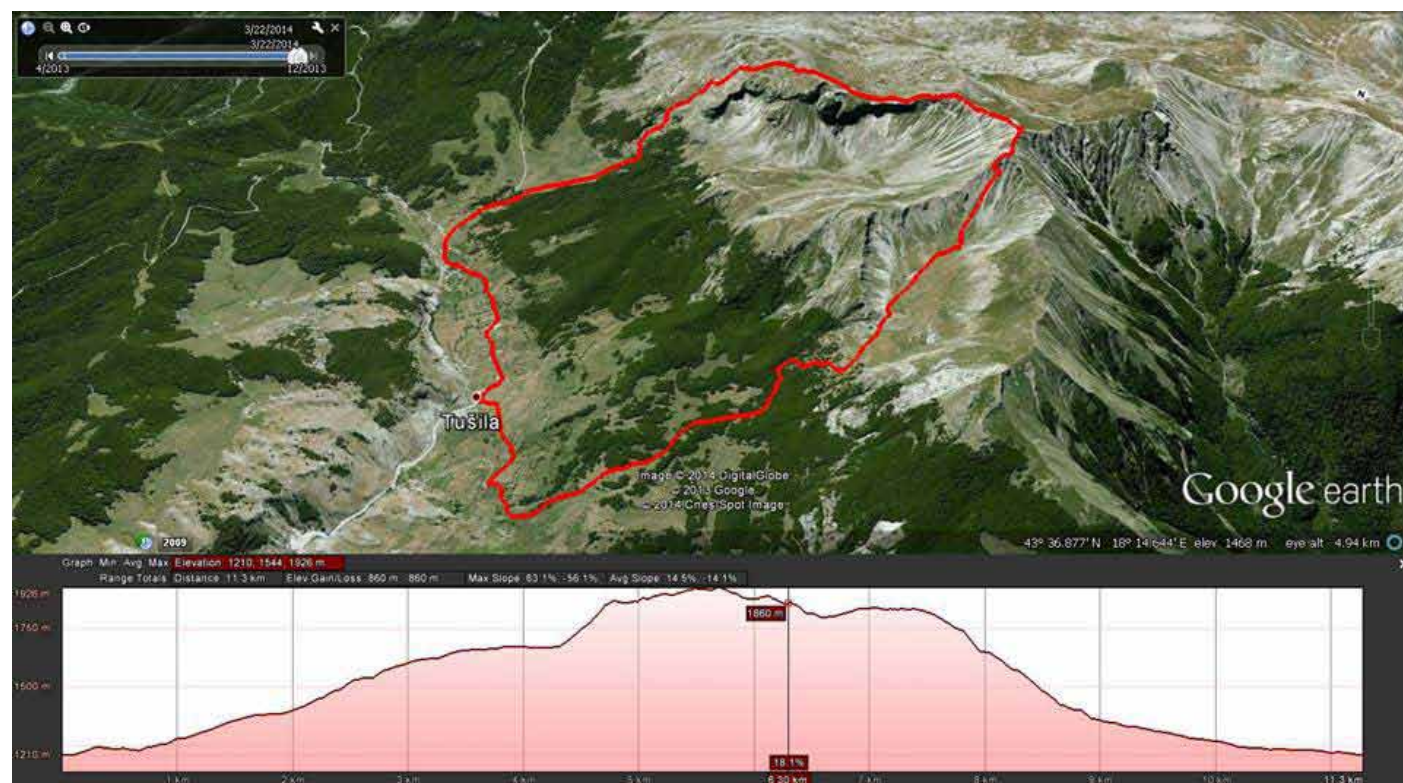 3/22/2014
3/22/2014
4/2013
12/2013
N
Tušila
Image © 2014 DigitalGlobe
© 2013 Google
© 2014 Cnes/Spot Image
Google earth
2009
43° 36.877' N 18° 14.644' E elev 1468 m eye alt 4.94 km
Graph Min Avg Max Elevation 1210, 1544, 1926 m
Range Totals Distance 11.3 km Elev Gain/Loss 860 m 860 m Max Slope 63.1% -56.1% Avg Slope 14.5% -14.1%
1926 m
1860 m
1750 m
1500 m
1210 m
18.1%
1 km 2 km 3 km 4 km 5 km 6.30 km 7 km 8 km 9 km 10 km 11.3 km